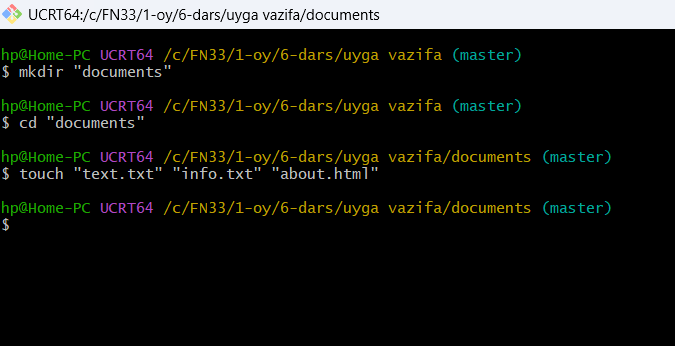 UCRT64:/c/FN33/1-oy/6-dars/uyga vazifa/documents
hp@Home-PC UCRT64 /c/FN33/1-oy/6-dars/uyga vazifa (master)
$ mkdir "documents"
hp@Home-PC UCRT64 /c/FN33/1-oy/6-dars/uyga vazifa (master)
$ cd "documents"
hp@Home-PC UCRT64 /c/FN33/1-oy/6-dars/uyga vazifa/documents (master)
$ touch "text.txt" "info.txt" "about.html"
hp@Home-PC UCRT64 /c/FN33/1-oy/6-dars/uyga vazifa/documents (master)
$